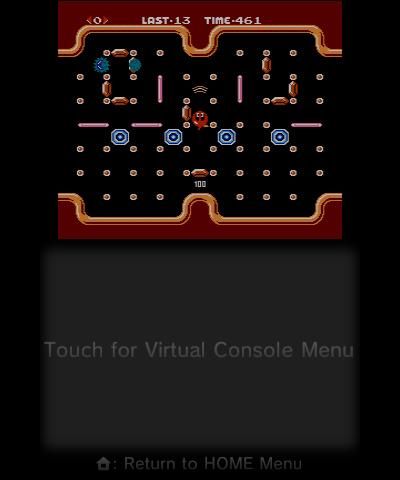 <0> LAST·13 TIME·461
100
Touch for Virtual Console Menu
: Return to HOME Menu